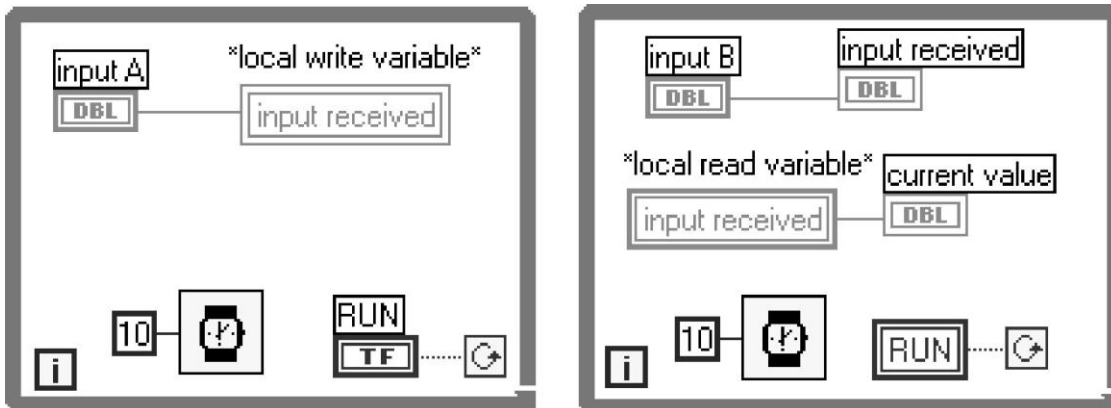 input A
*local write variable*
DBL
input received
10
RUN
TF
i
input B
input received
DBL
DBL
*local read variable*
current value
input received
DBL
10
RUN
i